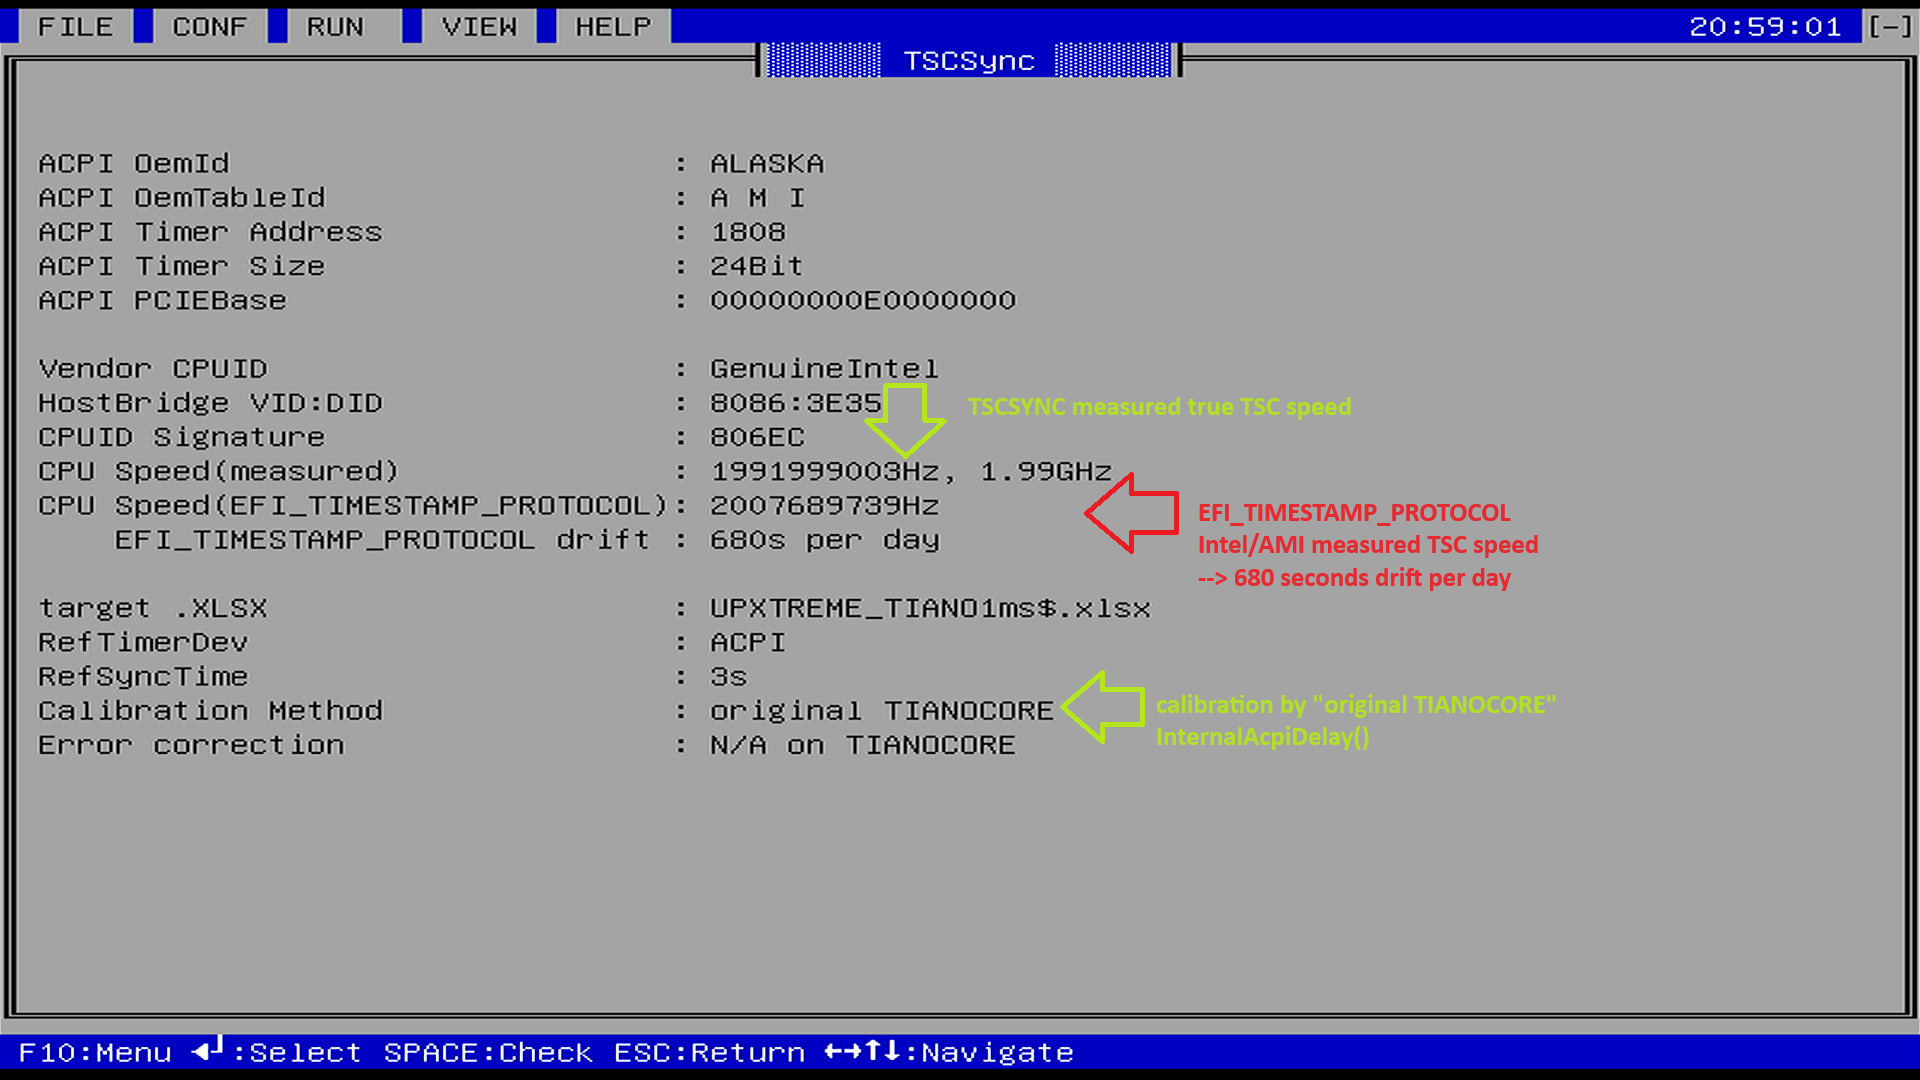 FILE CONF RUN VIEW HELP 20:59:01 [-]
TSCSync
ACPI OemId : ALASKA
ACPI OemTableId : A M I
ACPI Timer Address : 1808
ACPI Timer Size : 24Bit
ACPI PCIEBase : 00000000E0000000
Vendor CPUID : GenuineIntel
HostBridge VID:DID : 8086:3E35
TSCSYNC measured true TSC speed
CPUID Signature : 806EC
CPU Speed(measured) : 1991999003Hz, 1.99GHz
CPU Speed(EFI_TIMESTAMP_PROTOCOL): 2007689739Hz
EFI_TIMESTAMP_PROTOCOL drift : 680s per day
EFI_TIMESTAMP_PROTOCOL
Intel/AMI measured TSC speed
--> 680 seconds drift per day
target .XLSX : UPXTREME_TIANO1ms$.xlsx
RefTimerDev : ACPI
RefSyncTime : 3s
Calibration Method : original TIANOCORE
Error correction : N/A on TIANOCORE
calibration by "original TIANOCORE"
InternalAcpiDelay()
F10:Menu ◄┘:Select SPACE:Check ESC:Return ←→↑↓:Navigate